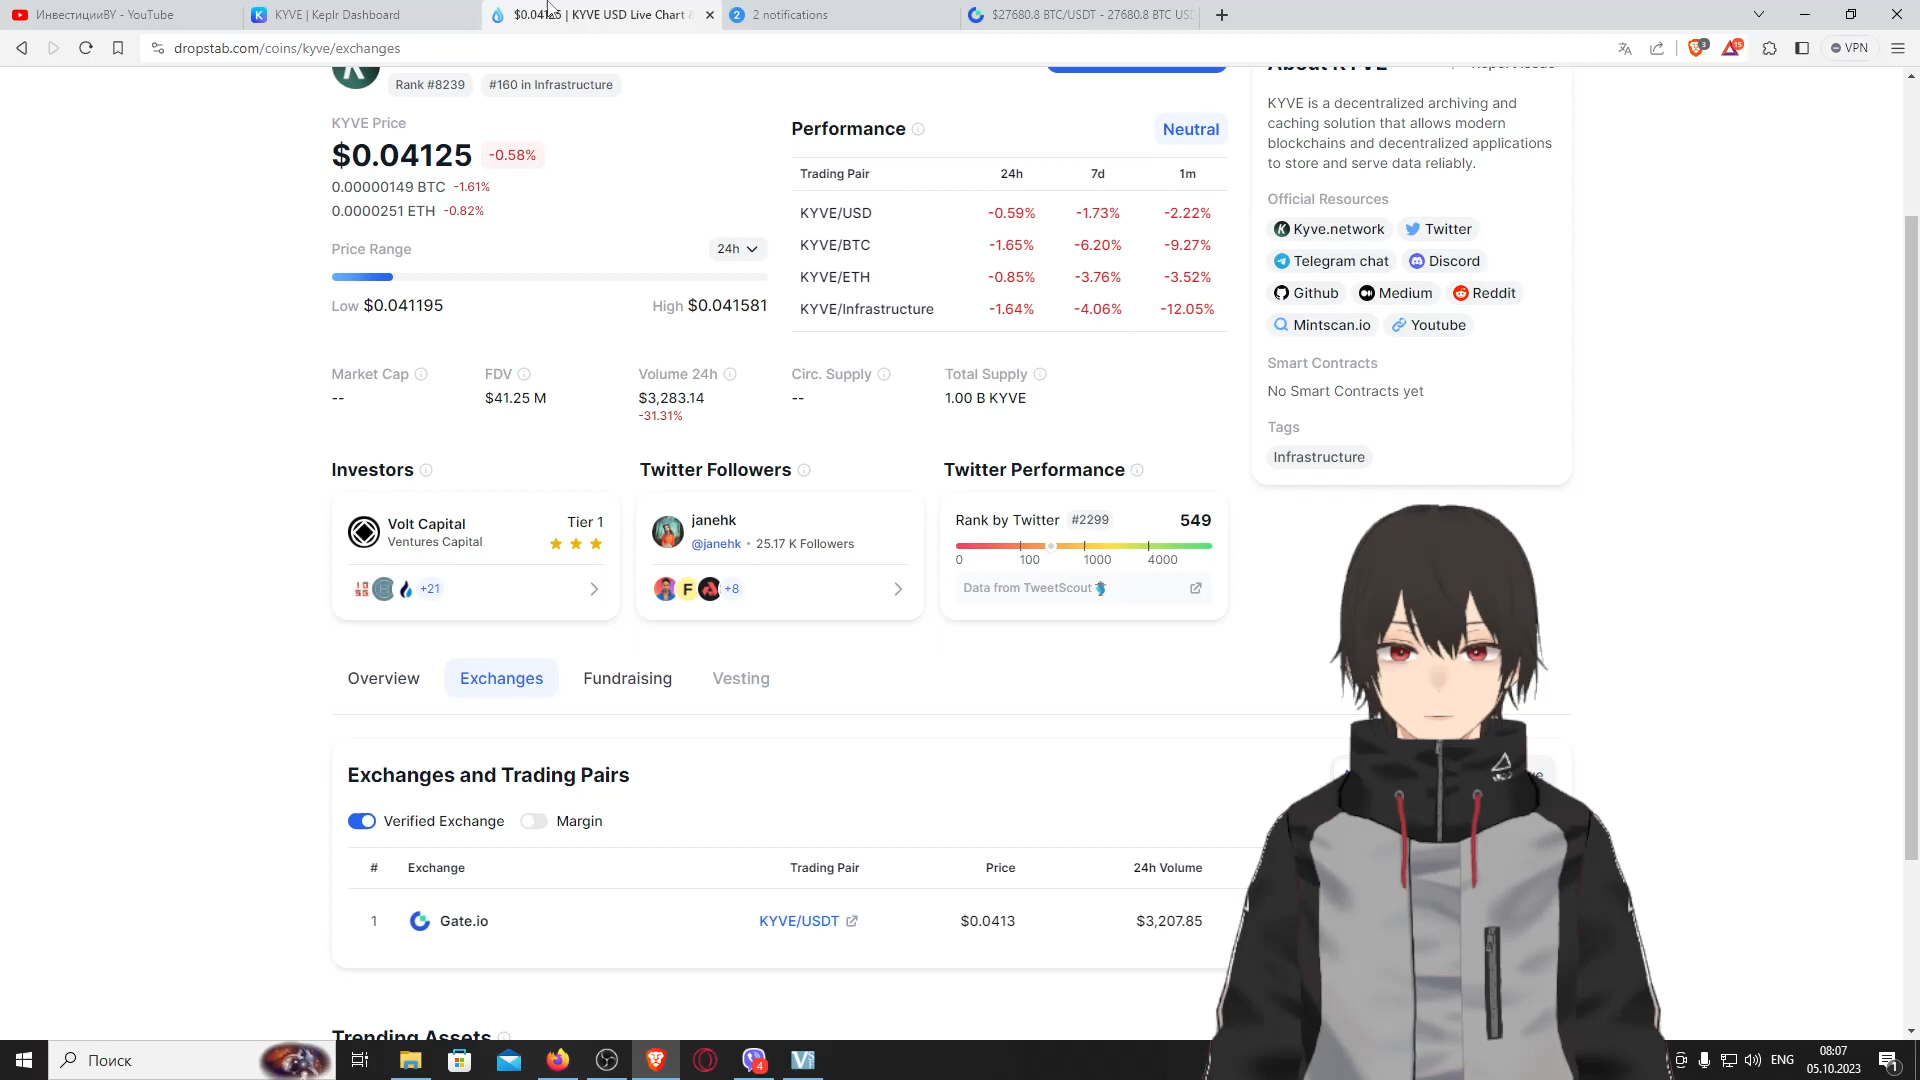 ИнвестицииBY - YouTube
KYVE | Keplr Dashboard
KYVE USD Live Chart
2 notifications
$27680.8 BTC/USDT - 27680.8 BTC US
dropstab.com/coins/kyve/exchanges
VPN
Rank #8239
#160 in Infrastructure
KYVE Price
$0.04125 -0.58%
0.00000149 BTC -1.61%
0.0000251 ETH -0.82%
Price Range
24h
Low $0.041195
High $0.041581
Performance
Neutral
Trading Pair 24h 7d 1m
KYVE/USD -0.59% -1.73% -2.22%
KYVE/BTC -1.65% -6.20% -9.27%
KYVE/ETH -0.85% -3.76% -3.52%
KYVE/Infrastructure -1.64% -4.06% -12.05%
Market Cap
--
FDV
$41.25 M
Volume 24h
$3,283.14
-31.31%
Circ. Supply
--
Total Supply
1.00 B KYVE
About KYVE
Report Issue
KYVE is a decentralized archiving and
caching solution that allows modern
blockchains and decentralized applications
to store and serve data reliably.
Official Resources
Kyve.network
Twitter
Telegram chat
Discord
Github
Medium
Reddit
Mintscan.io
Youtube
Smart Contracts
No Smart Contracts yet
Tags
Infrastructure
Investors
Volt Capital
Ventures Capital
Tier 1
+21
Twitter Followers
janehk
@janehk • 25.17 K Followers
F
+8
Twitter Performance
Rank by Twitter #2299 549
0 100 1000 4000
Data from TweetScout
Overview
Exchanges
Fundraising
Vesting
Exchanges and Trading Pairs
Verified Exchange
Margin
# Exchange Trading Pair Price 24h Volume
1 Gate.io KYVE/USDT $0.0413 $3,207.85
Trending Assets
Поиск
4
ENG
08:07
05.10.2023
1